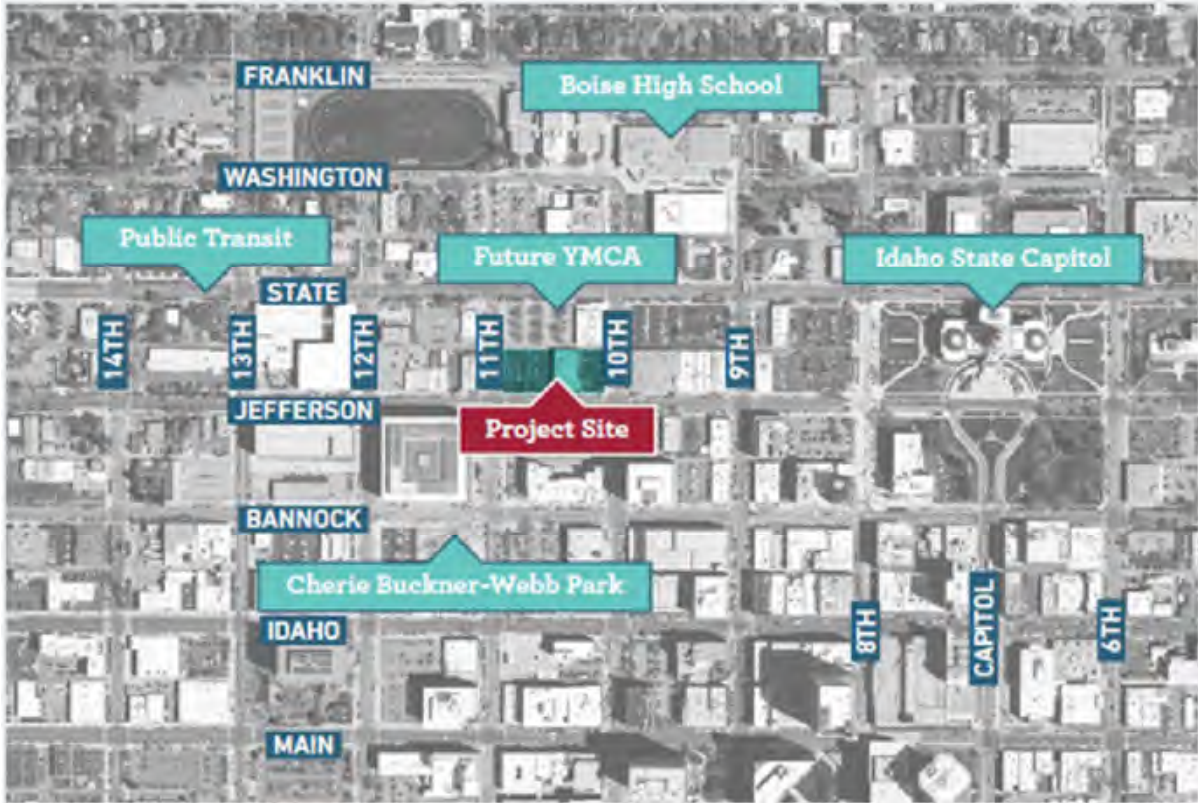 FRANKLIN
Boise High School
WASHINGTON
Public Transit
Future YMCA
Idaho State Capitol
STATE
14TH
13TH
12TH
11TH
10TH
9TH
JEFFERSON
Project Site
BANNOCK
Cherie Buckner-Webb Park
IDAHO
8TH
CAPITOL
6TH
MAIN